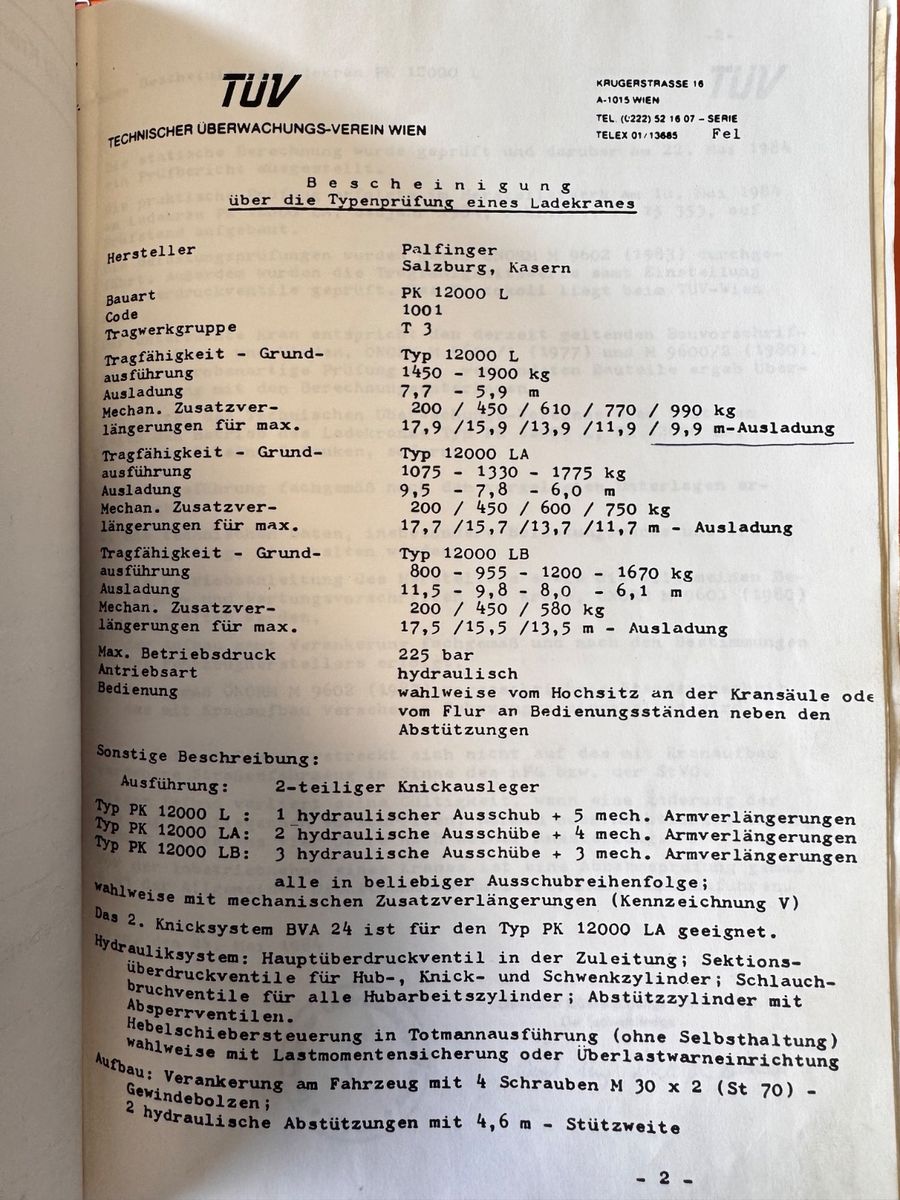 TÜV
TECHNISCHER ÜBERWACHUNGS-VEREIN WIEN
KRUGERSTRASSE 16
A-1015 WIEN
TEL. (0222) 52 16 07 – SERIE
TELEX 01/13685 Fel
B e s c h e i n i g u n g
über die Typenprüfung eines Ladekranes
Hersteller Palfinger
Salzburg, Kasern
Bauart PK 12000 L
Code 1001
Tragwerkgruppe T 3
Tragfähigkeit - Grund- Typ 12000 L
ausführung 1450 - 1900 kg
Ausladung 7,7 - 5,9 m
Mechan. Zusatzver- 200 / 450 / 610 / 770 / 990 kg
längerungen für max. 17,9 /15,9 /13,9 /11,9 / 9,9 m-Ausladung
Tragfähigkeit - Grund- Typ 12000 LA
ausführung 1075 - 1330 - 1775 kg
Ausladung 9,5 - 7,8 - 6,0 m
Mechan. Zusatzver- 200 / 450 / 600 / 750 kg
längerungen für max. 17,7 /15,7 /13,7 /11,7 m - Ausladung
Tragfähigkeit - Grund- Typ 12000 LB
ausführung 800 - 955 - 1200 - 1670 kg
Ausladung 11,5 - 9,8 - 8,0 - 6,1 m
Mechan. Zusatzver- 200 / 450 / 580 kg
längerungen für max. 17,5 /15,5 /13,5 m - Ausladung
Max. Betriebsdruck 225 bar
Antriebsart hydraulisch
Bedienung wahlweise vom Hochsitz an der Kransäule ode
vom Flur an Bedienungsständen neben den
Abstützungen
Sonstige Beschreibung:
Ausführung: 2-teiliger Knickausleger
Typ PK 12000 L : 1 hydraulischer Ausschub + 5 mech. Armverlängerungen
Typ PK 12000 LA: 2 hydraulische Ausschübe + 4 mech. Armverlängerungen
Typ PK 12000 LB: 3 hydraulische Ausschübe + 3 mech. Armverlängerungen
alle in beliebiger Ausschubreihenfolge;
wahlweise mit mechanischen Zusatzverlängerungen (Kennzeichnung V)
Das 2. Knicksystem BVA 24 ist für den Typ PK 12000 LA geeignet.
Hydrauliksystem: Hauptüberdruckventil in der Zuleitung; Sektions-
überdruckventile für Hub-, Knick- und Schwenkzylinder; Schlauch-
bruchventile für alle Hubarbeitszylinder; Abstützzylinder mit
Absperrventilen.
Hebelschiebersteuerung in Totmannausführung (ohne Selbsthaltung)
wahlweise mit Lastmomentensicherung oder Überlastwarneinrichtung
Aufbau: Verankerung am Fahrzeug mit 4 Schrauben M 30 x 2 (St 70) -
Gewindebolzen;
2 hydraulische Abstützungen mit 4,6 m - Stützweite
- 2 -